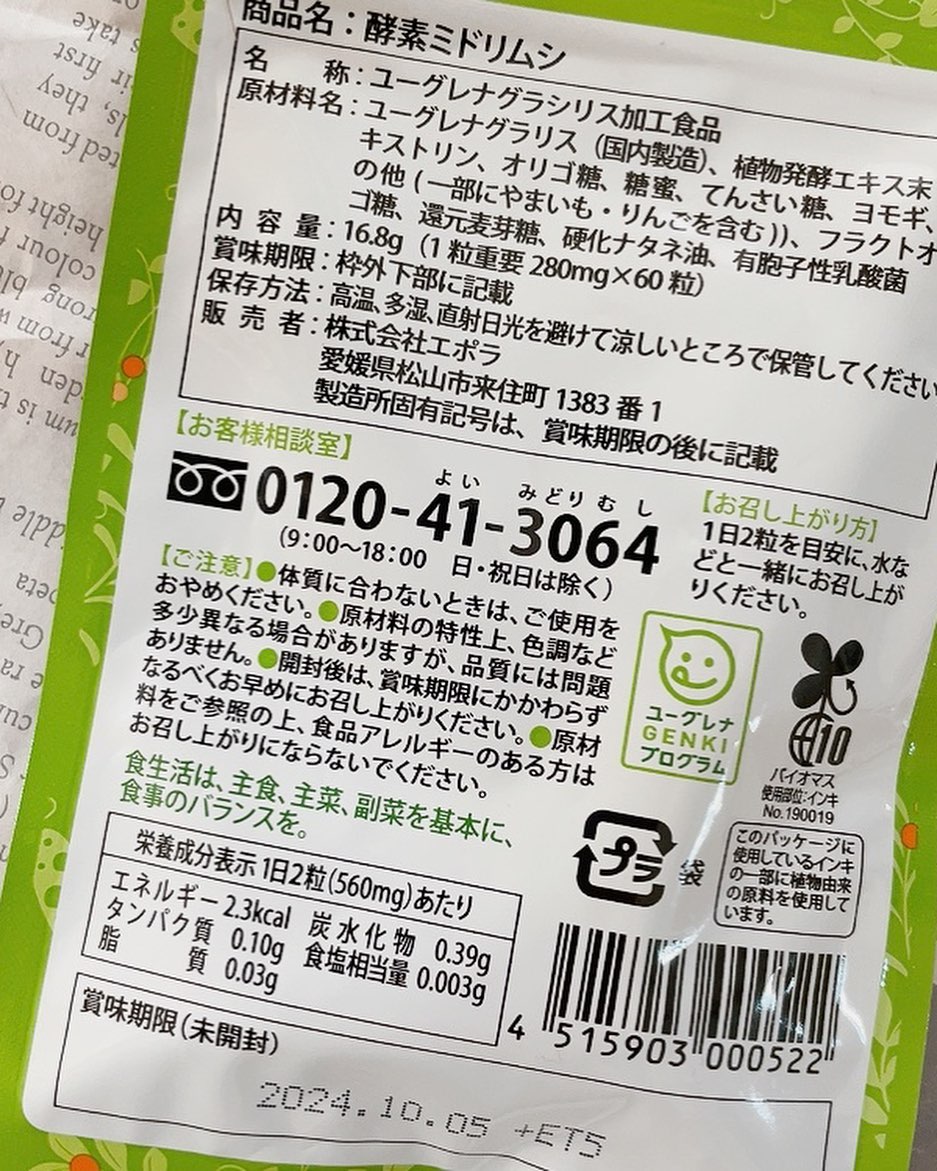 商品名：酵素ミドリムシ
名　　称：ユーグレナグラシリス加工食品
原材料名：ユーグレナグラリス（国内製造）、植物発酵エキス末
キストリン、オリゴ糖、糖蜜、てんさい糖、ヨモギ、
の他(一部にやまいも・りんごを含む))、フラクトオ
ゴ糖、還元麦芽糖、硬化ナタネ油、有胞子性乳酸菌
内容量：16.8g（1粒重要280mg×60粒）
賞味期限：枠外下部に記載
保存方法：高温、多湿、直射日光を避けて涼しいところで保管してください
販売者：株式会社エポラ
愛媛県松山市来住町1383番1
製造所固有記号は、賞味期限の後に記載
【お客様相談室】
よい みどりむし
0120-41-3064
(9:00〜18:00 日・祝日は除く)
【お召し上がり方】
1日2粒を目安に、水な
どと一緒にお召し上が
りください。
【ご注意】●体質に合わないときは、ご使用を
おやめください。●原材料の特性上、色調など
多少異なる場合がありますが、品質には問題
ありません。●開封後は、賞味期限にかかわらず
なるべくお早めにお召し上がりください。●原材
料をご参照の上、食品アレルギーのある方は
お召し上がりにならないでください。
食生活は、主食、主菜、副菜を基本に、
食事のバランスを。
ユーグレナ
GENKI
プログラム
10
バイオマス
使用部位:インキ
No.190019
プラ
袋
このパッケージに
使用しているインキ
の一部に植物由来
の原料を使用して
います。
栄養成分表示 1日2粒(560mg)あたり
エネルギー 2.3kcal 炭水化物 0.39g
タンパク質 0.10g 食塩相当量 0.003g
脂質 0.03g
4 515903 000522
賞味期限(未開封)
2024.10.05 +ET5